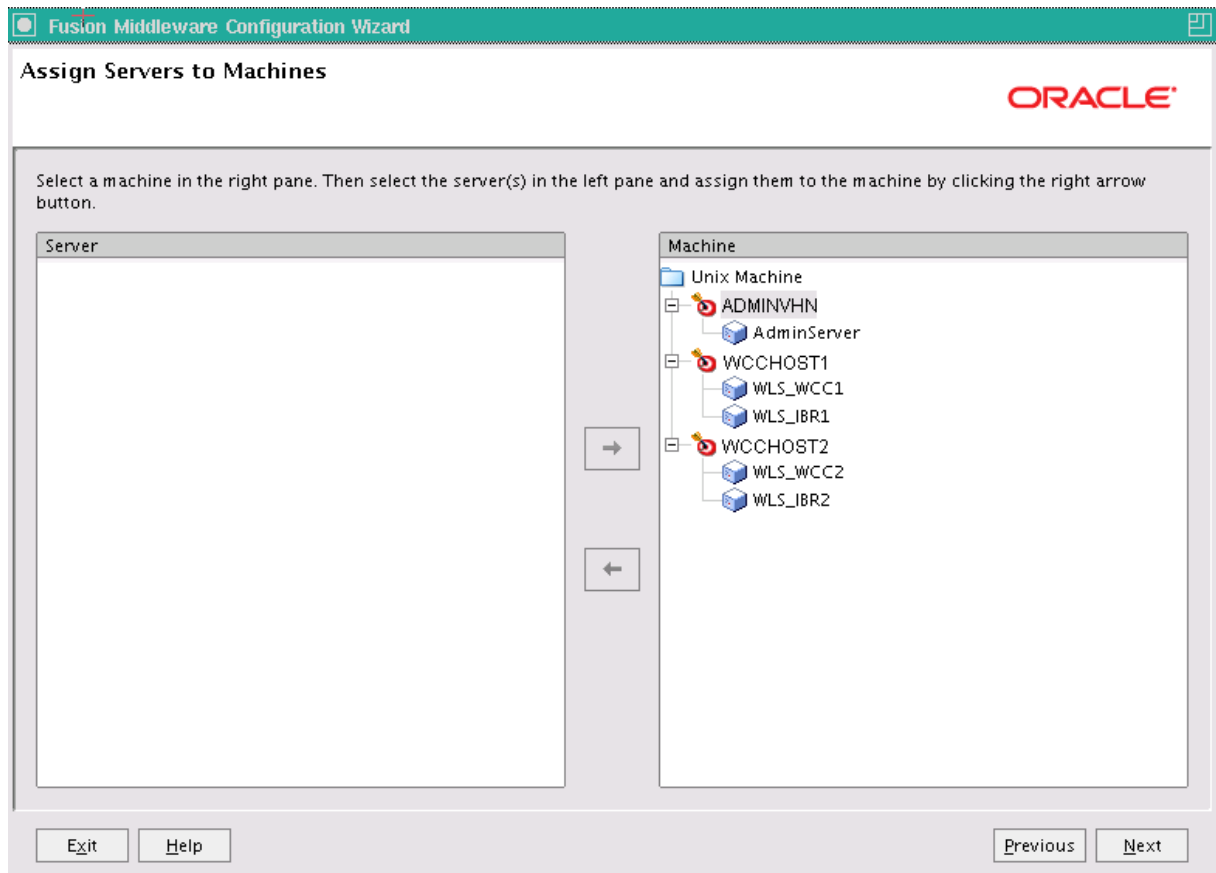 Fusion Middleware Configuration Wizard
Assign Servers to Machines
ORACLE
Select a machine in the right pane. Then select the server(s) in the left pane and assign them to the machine by clicking the right arrow
button.
Server
Machine
Unix Machine
ADMINVHN
AdminServer
WCCHOST1
WLS_WCC1
WLS_IBR1
WCCHOST2
WLS_WCC2
WLS_IBR2
Exit Help Previous Next